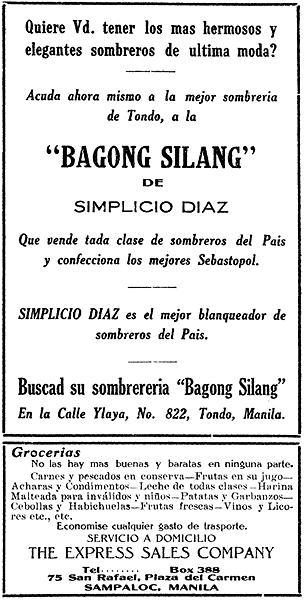 Quiere Vd. tener los mas hermosos y
elegantes sombreros de ultima moda?
Acuda ahora mismo a la mejor sombreria
de Tondo, a la
"BAGONG SILANG"
DE
SIMPLICIO DIAZ
Que vende tada clase de sombreros del Pais
y confecciona los mejores Sebastopol.
SIMPLICIO DIAZ es el mejor blanqueador de
sombreros del Pais.
Buscad su sombrereria "Bagong Silang"
En la Calle Ylaya, No. 822, Tondo, Manila.
Grocerias
No las hay mas buenas y baratas en ninguna parte.
Carnes y pescados en conserva—Frutas en su jugo—
Acharas y Condimentos—Leche de todas clases—Harina
Malteada para inválidos y niños—Patatas y Garbanzos—
Cebollas y Habichuelas—Frutas frescas—Vinos y Lico-
res etc., etc.
Economise cualquier gasto de trasporte.
SERVICIO A DOMICILIO
THE EXPRESS SALES COMPANY
Tel........ Box 388
75 San Rafael, Plaza del Carmen
SAMPALOC, MANILA